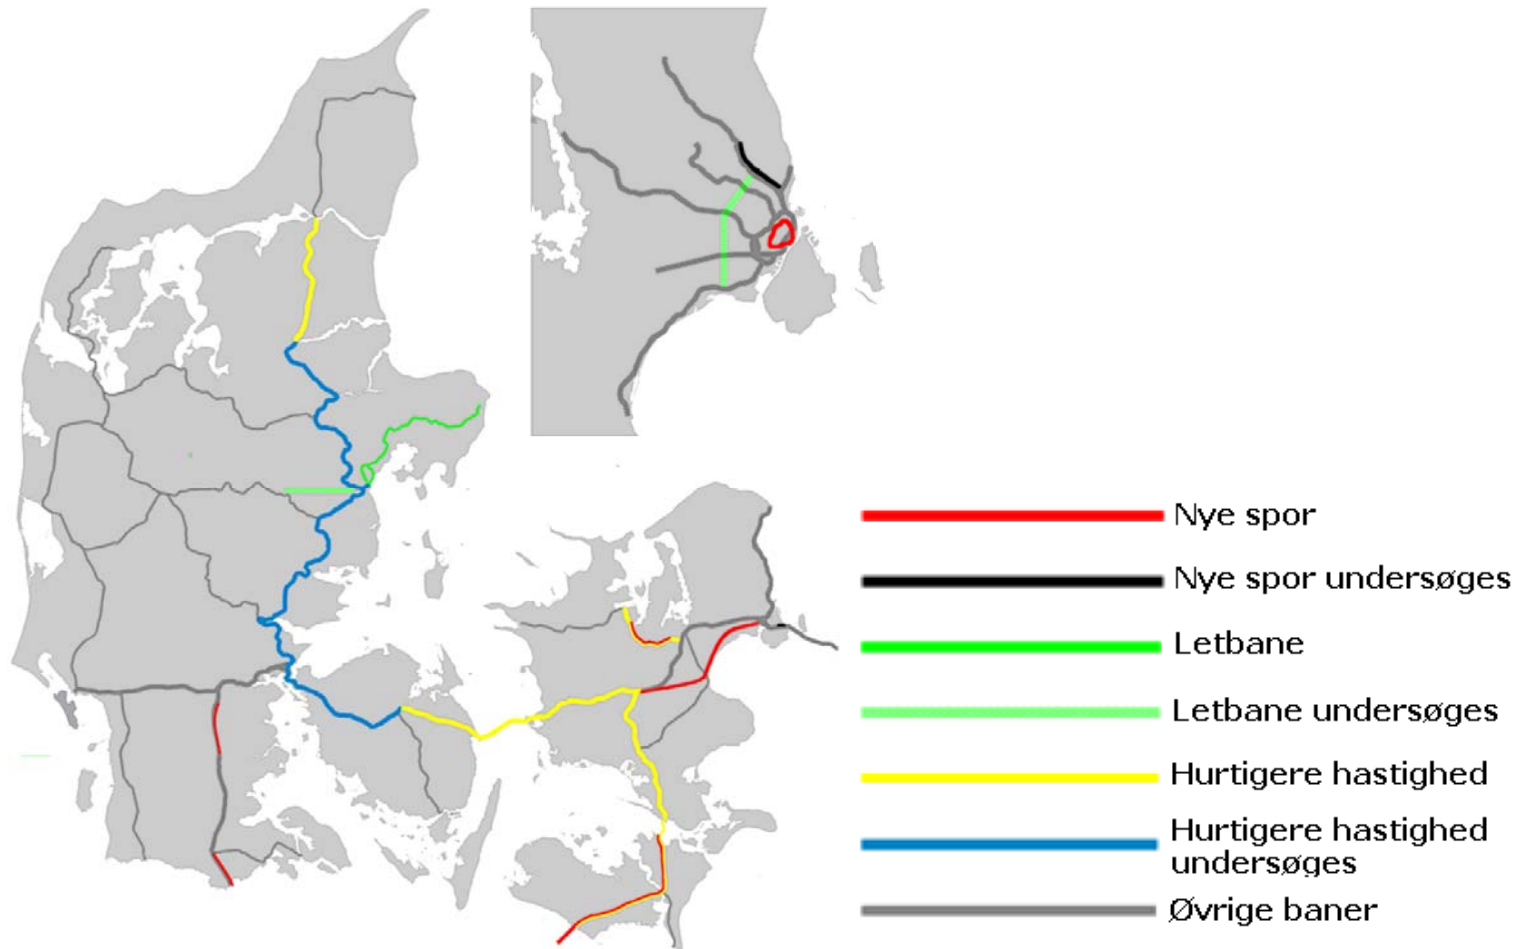 Nye spor
Nye spor undersøges
Letbane
Letbane undersøges
Hurtigere hastighed
Hurtigere hastighed
undersøges
Øvrige baner